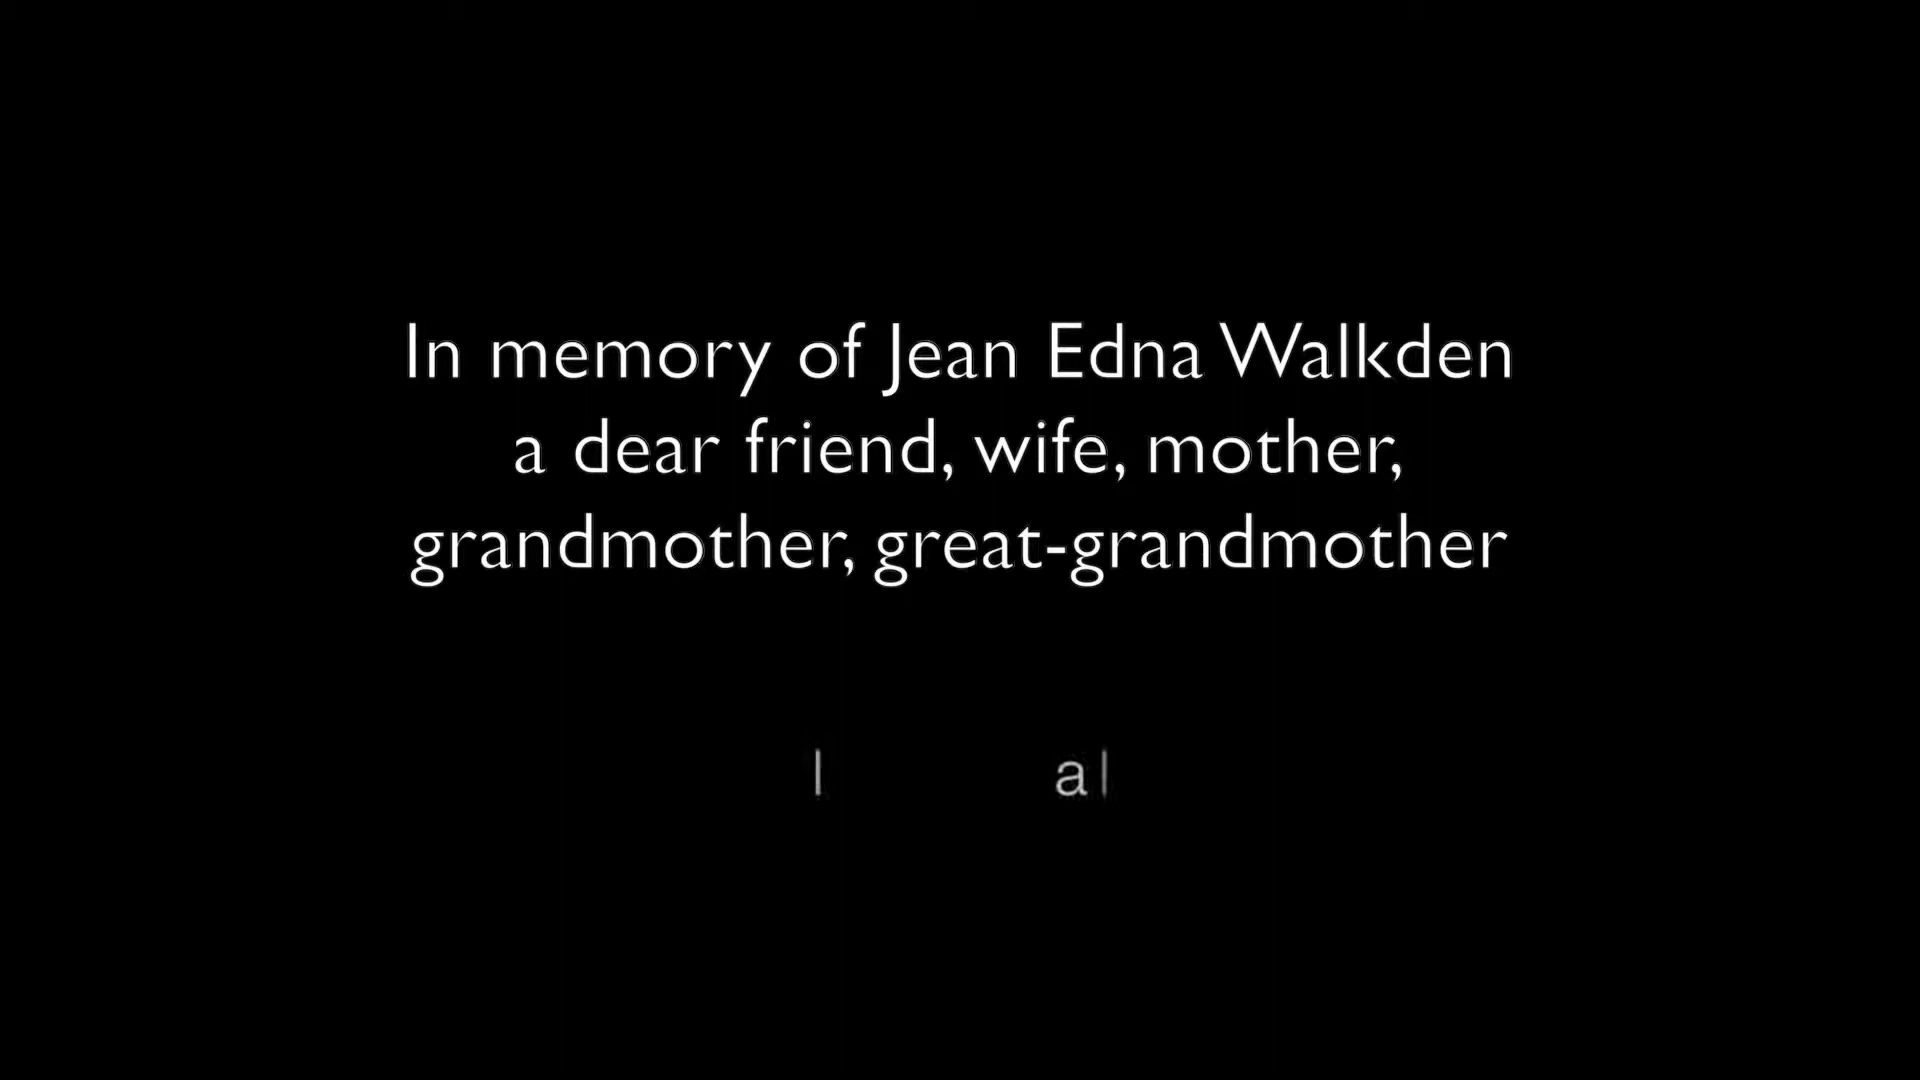 In memory of Jean Edna Walkden
a dear friend, wife, mother,
grandmother, great-grandmother